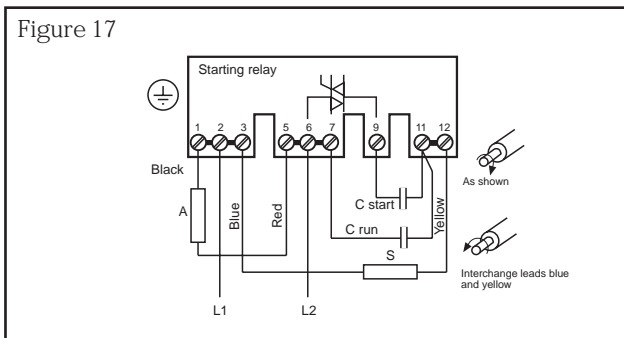 Figure 17
Starting relay
1 2 3 5 6 7 9 11 12
Black
A
Blue
Red
C start
C run
Yellow
S
L1
L2
As shown
Interchange leads blue
and yellow